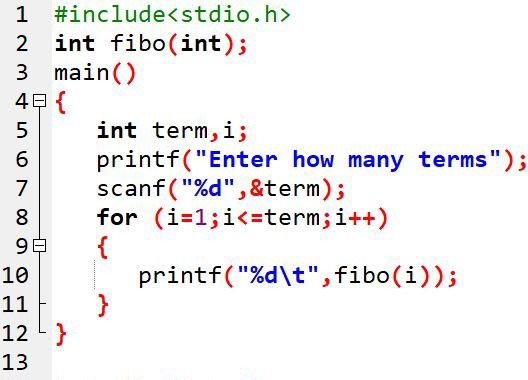 1 #include<stdio.h>
2 int fibo(int);
3 main()
4 {
5 int term,i;
6 printf("Enter how many terms");
7 scanf("%d",&term);
8 for (i=1;i<=term;i++)
9 {
10 printf("%d\t",fibo(i));
11 }
12 }
13